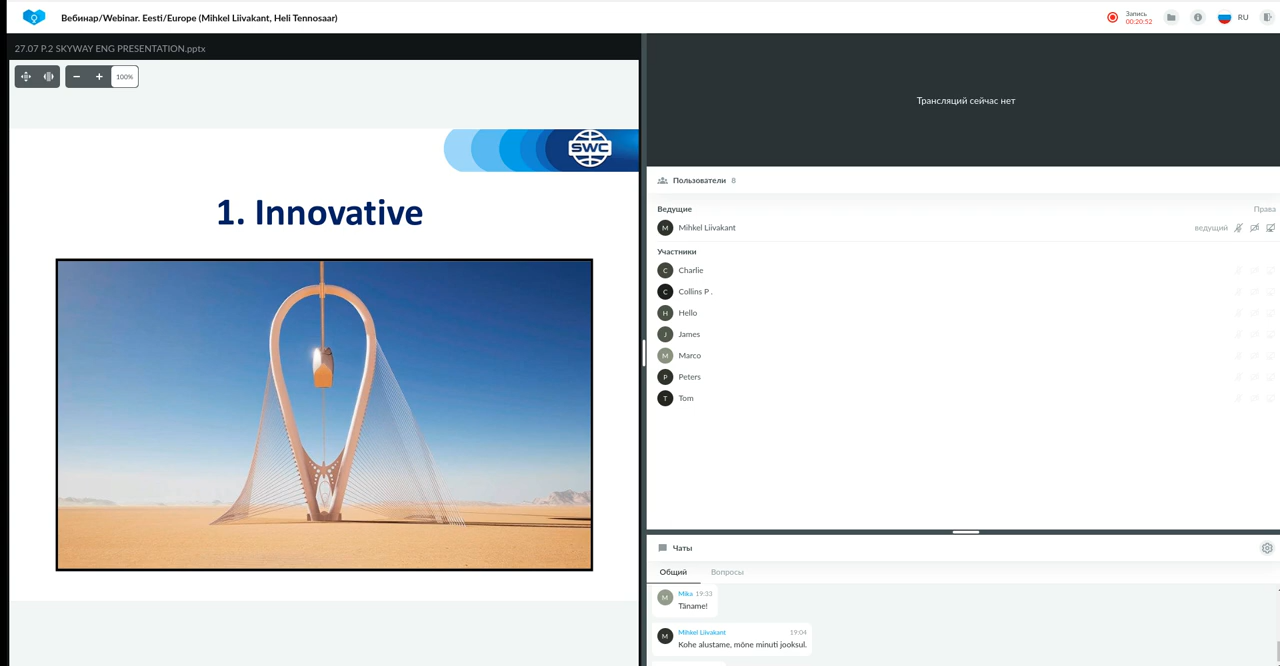 Вебинар/Webinar. Eesti/Europe (Mihkel Liivakant, Heli Tennosaar)
Запись
00:20:52
RU
27.07 P.2 SKYWAY ENG PRESENTATION.pptx
100%
SWC
1. Innovative
Трансляций сейчас нет
Пользователи 8
Ведущие
Права
M
Mihkel Liivakant
ведущий
Участники
C
Charlie
C
Collins P .
H
Hello
J
James
M
Marco
P
Peters
T
Tom
Чаты
Общий
Вопросы
M
Mika 19:33
Täname!
M
Mihkel Liivakant 19:04
Kohe alustame, mõne minuti jooksul.